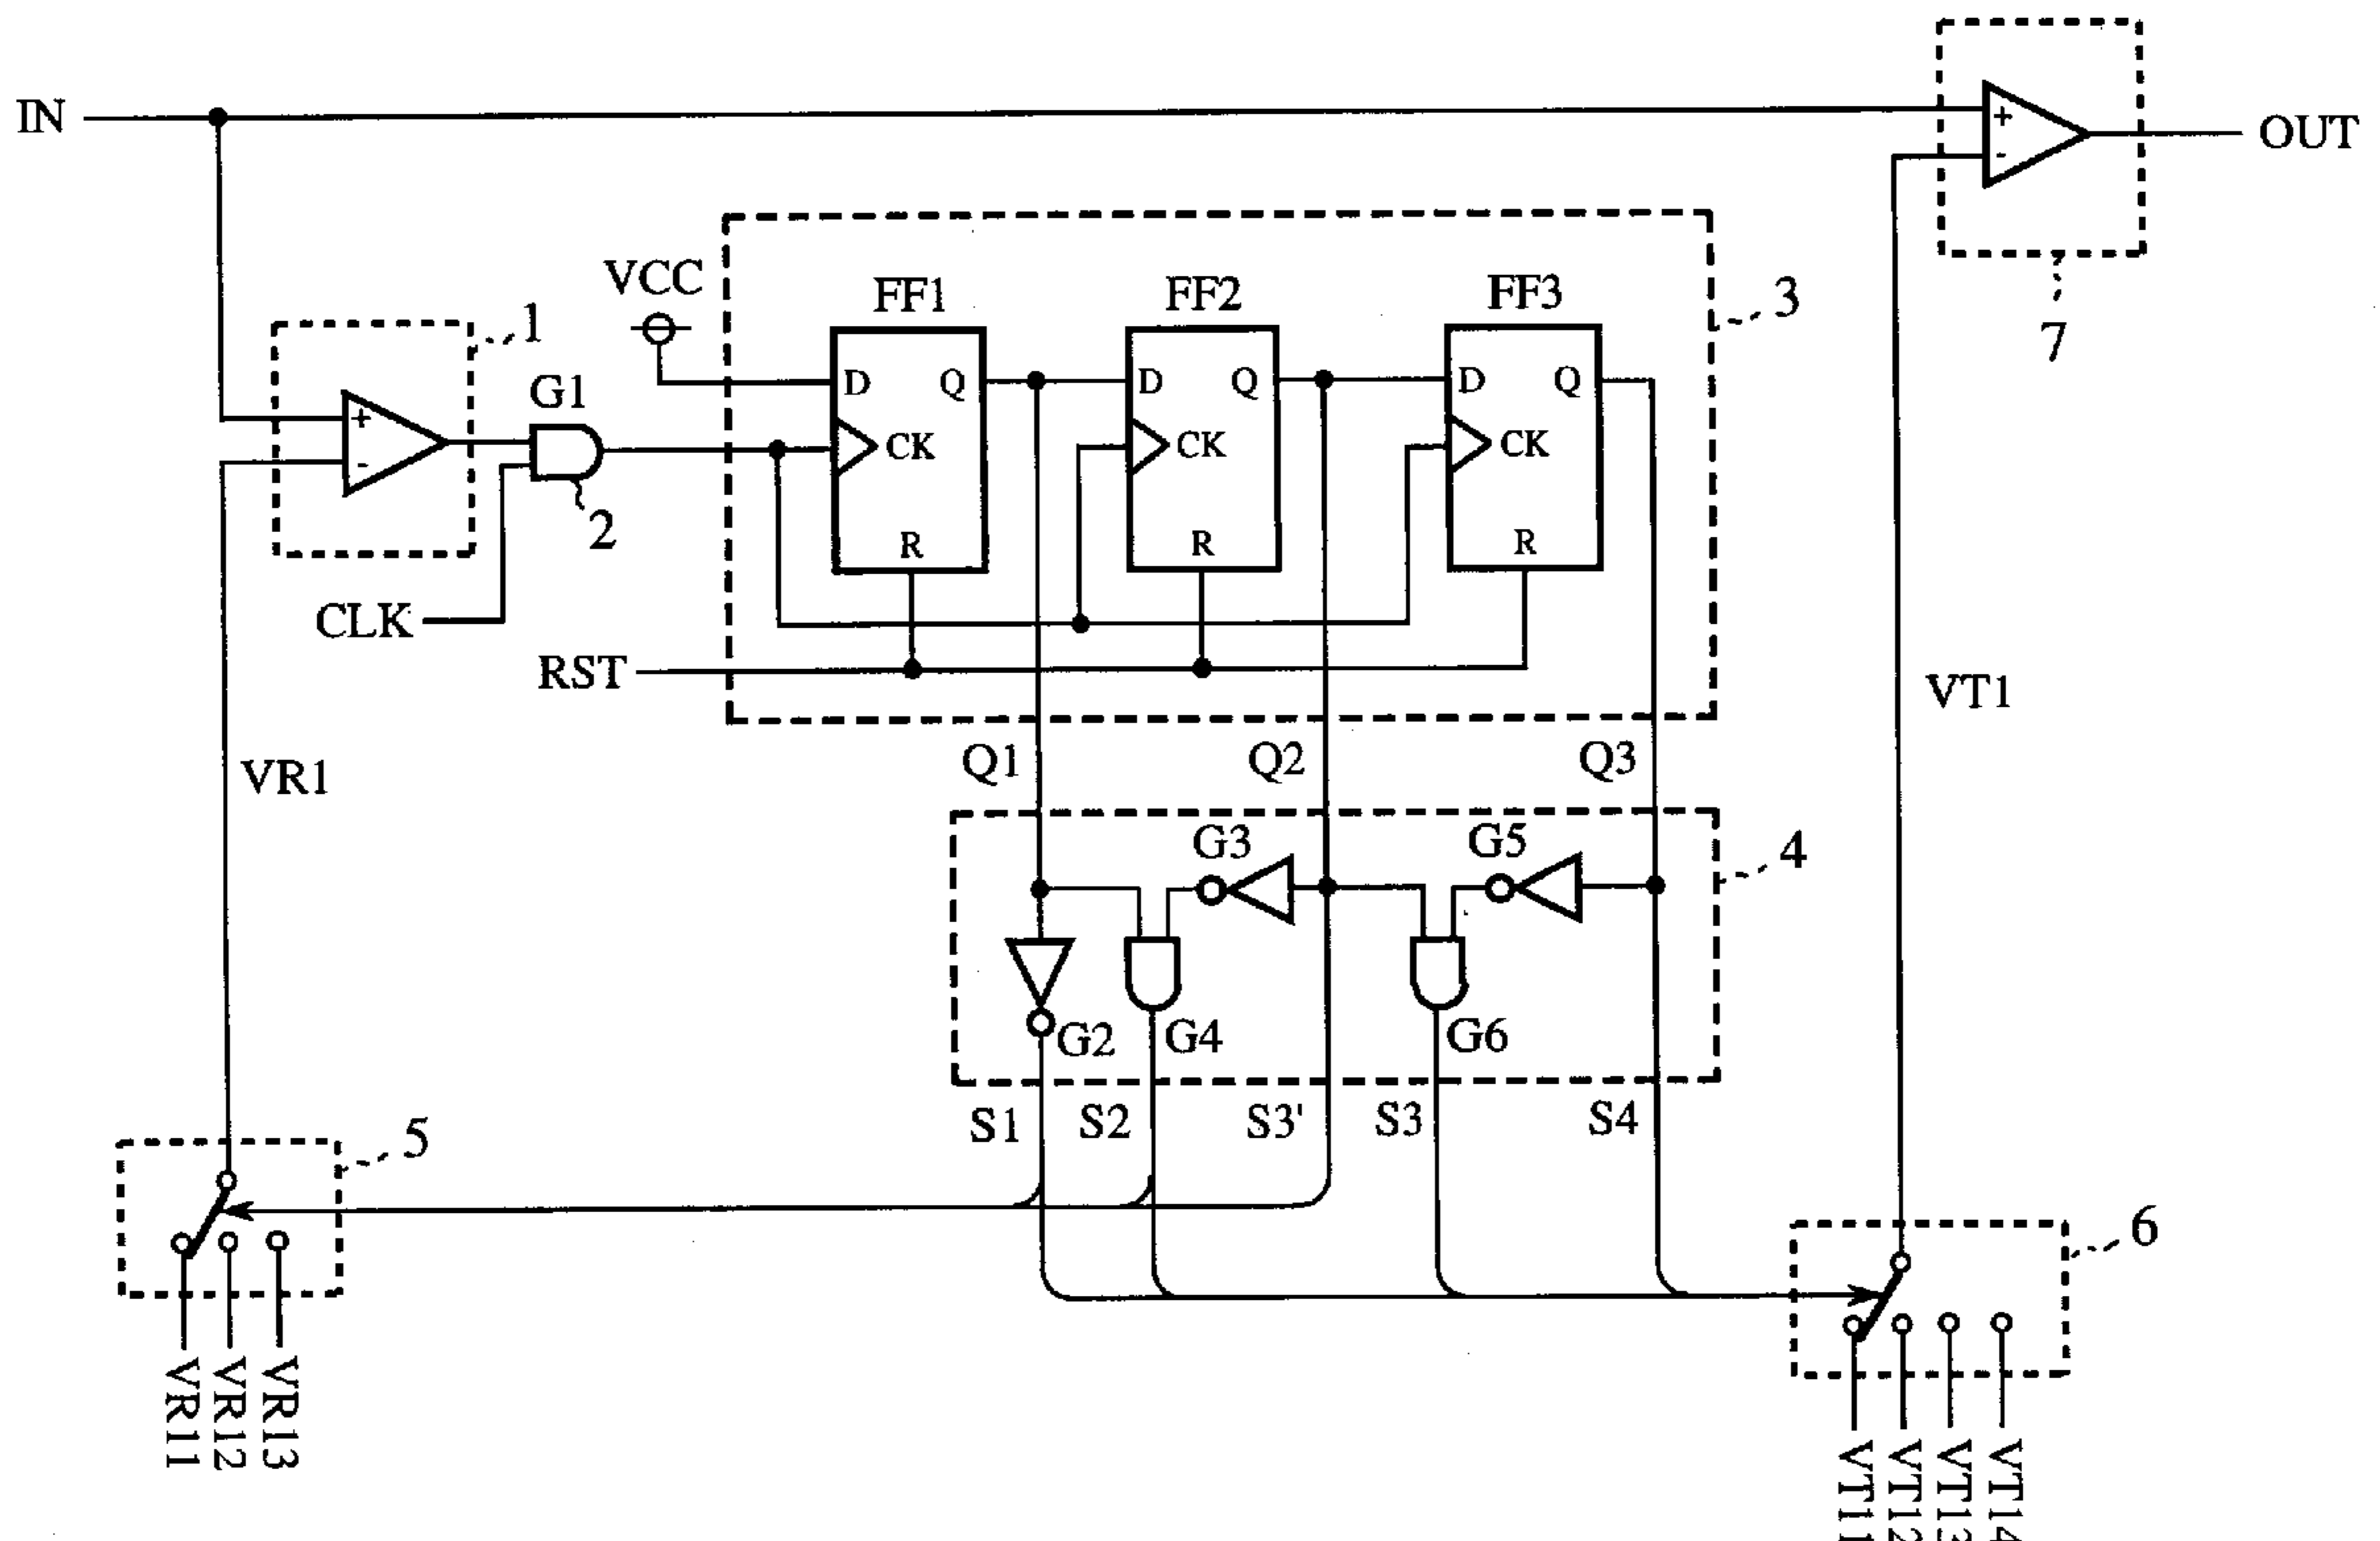 IN
+
-
OUT
7
VCC
FF1
FF2
FF3
3
1
G1
D
Q
D
Q
D
Q
+
-
CK
CK
CK
2
R
R
R
CLK
RST
VT1
VR1
Q1
Q2
Q3
G3
G5
4
G2
G4
G6
S1
S2
S3'
S3
S4
5
6
VR11
VR12
VR13
VT11
VT12
VT13
VT14